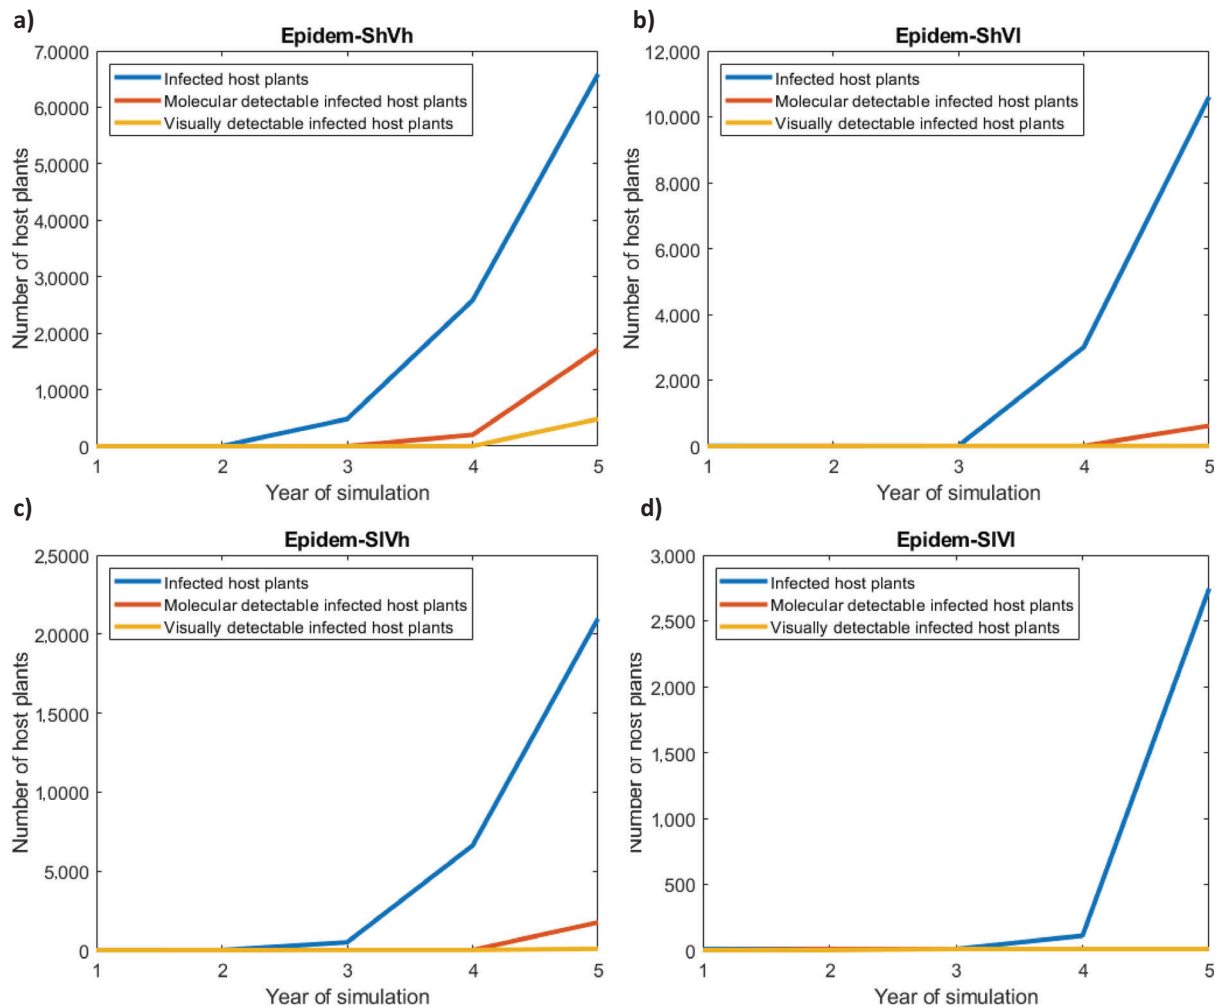 a)
Epidem-ShVh
7,0000
6,0000
5,0000
4,0000
3,0000
2,0000
1,0000
0
Number of host plants
Infected host plants
Molecular detectable infected host plants
Visually detectable infected host plants
1 2 3 4 5
Year of simulation
b)
Epidem-ShVl
12,000
10,000
8,000
6,000
4,000
2,000
0
Number of host plants
Infected host plants
Molecular detectable infected host plants
Visually detectable infected host plants
1 2 3 4 5
Year of simulation
c)
Epidem-SlVh
2,5000
2,0000
1,5000
1,0000
5,000
0
Number of host plants
Infected host plants
Molecular detectable infected host plants
Visually detectable infected host plants
1 2 3 4 5
Year of simulation
d)
Epidem-SlVl
3,000
2,500
2,000
1,500
1,000
500
0
Number of host plants
Infected host plants
Molecular detectable infected host plants
Visually detectable infected host plants
1 2 3 4 5
Year of simulation